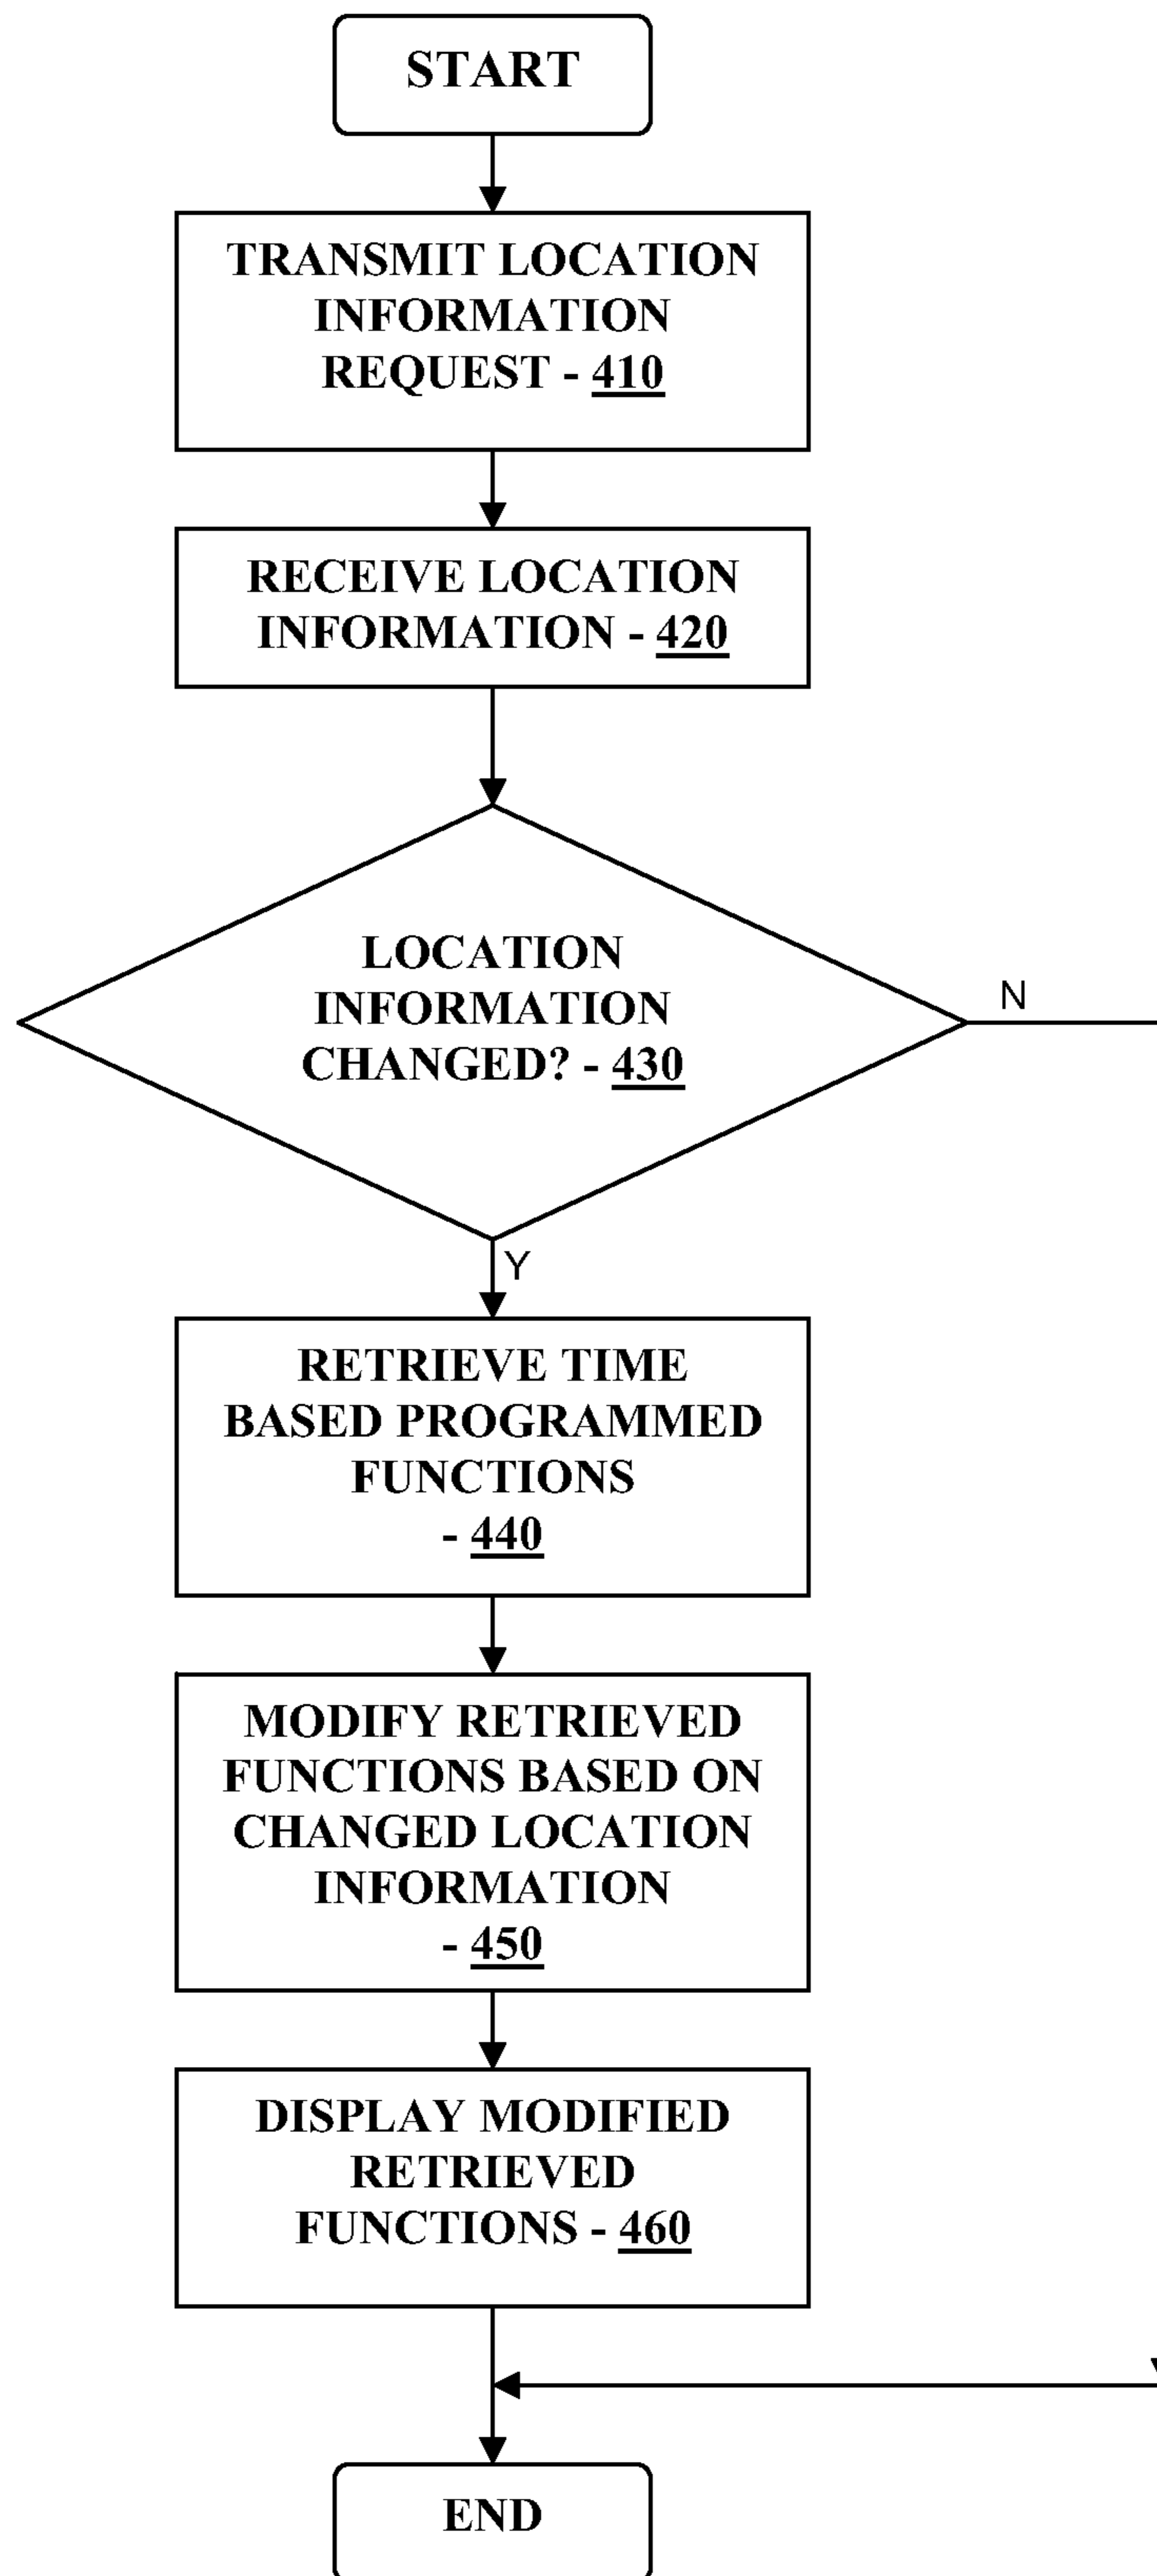 START
TRANSMIT LOCATION
INFORMATION
REQUEST - 410
RECEIVE LOCATION
INFORMATION - 420
LOCATION
INFORMATION
CHANGED? - 430
N
Y
RETRIEVE TIME
BASED PROGRAMMED
FUNCTIONS
- 440
MODIFY RETRIEVED
FUNCTIONS BASED ON
CHANGED LOCATION
INFORMATION
- 450
DISPLAY MODIFIED
RETRIEVED
FUNCTIONS - 460
END